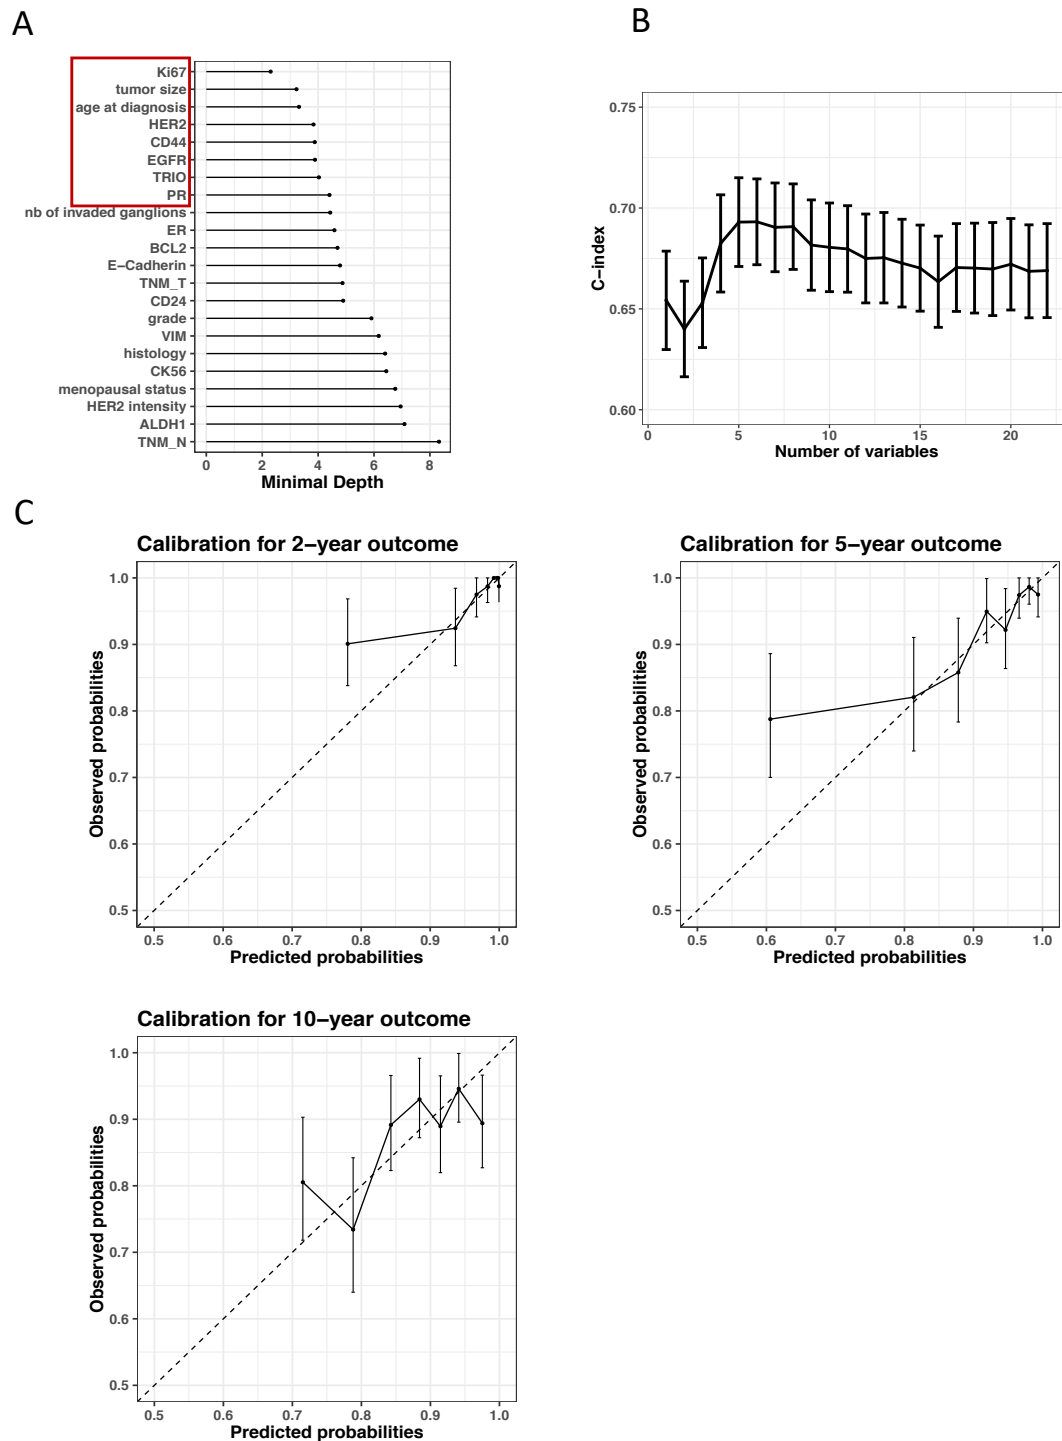 A
B
Ki67
tumor size
age at diagnosis
HER2
CD44
EGFR
TRIO
PR
nb of invaded ganglions
ER
BCL2
E−Cadherin
TNM_T
CD24
grade
VIM
histology
CK56
menopausal status
HER2 intensity
ALDH1
TNM_N
0 2 4 6 8
Minimal Depth
0.75
0.70
0.65
0.60
C−index
0 5 10 15 20
Number of variables
C
Calibration for 2−year outcome
1.0
0.9
0.8
0.7
0.6
0.5
Observed probabilities
0.5 0.6 0.7 0.8 0.9 1.0
Predicted probabilities
Calibration for 5−year outcome
1.0
0.9
0.8
0.7
0.6
0.5
Observed probabilities
0.5 0.6 0.7 0.8 0.9 1.0
Predicted probabilities
Calibration for 10−year outcome
1.0
0.9
0.8
0.7
0.6
0.5
Observed probabilities
0.5 0.6 0.7 0.8 0.9 1.0
Predicted probabilities